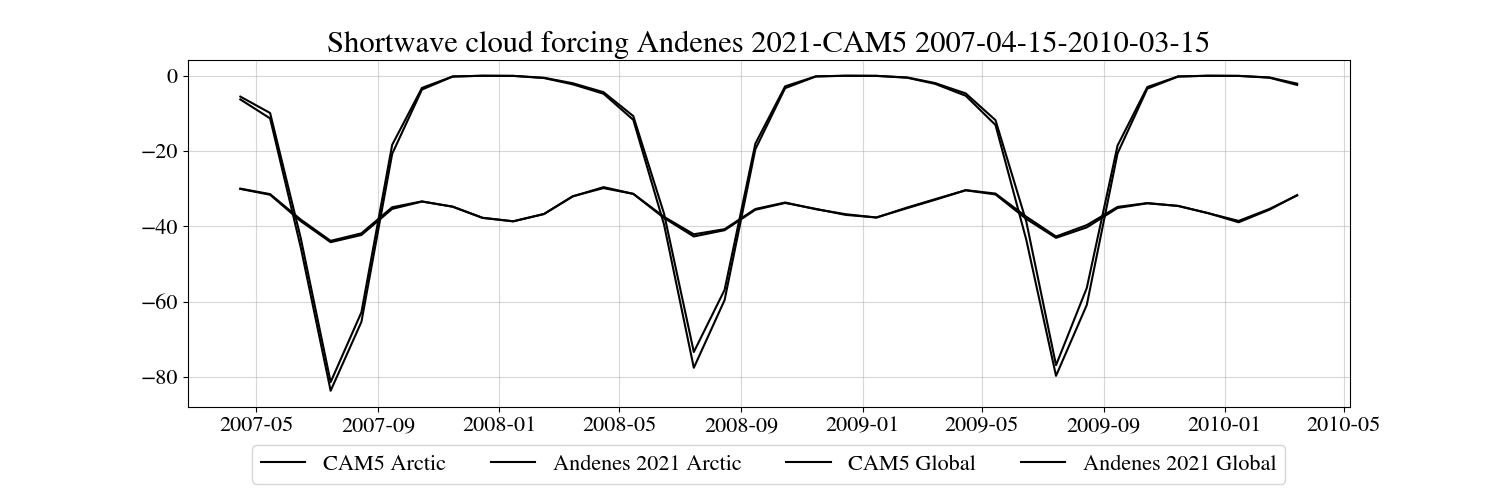 Shortwave cloud forcing Andenes 2021-CAM5 2007-04-15-2010-03-15
0
−20
−40
−60
−80
2007-05 2007-09 2008-01 2008-05 2008-09 2009-01 2009-05 2009-09 2010-01 2010-05
CAM5 Arctic Andenes 2021 Arctic CAM5 Global Andenes 2021 Global